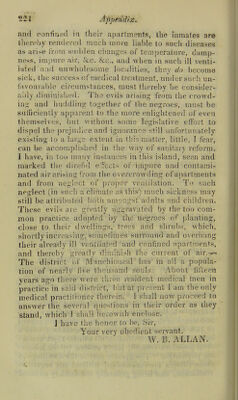 224 Appendix.
and confined in their apartments, the inmates are
thereby rendered much more liable to such diseases
as arise from sudden changes of temperature, damp-
ness, impure air, &c. &c., and when in such ill venti-
lated and unwholesome localities, they do become
sick, the success of medical treatment, under such un-
favourable circumstances, must thereby be consider-
ably diminished. The evils arising from the crowd-
ing and huddling together of the negroes, must be
sufficiently apparent to the more enlightened of even
themselves, but without some legislative effort to
dispel the prejudice and ignorance still unfortunately
existing to a large extent in this matter, little, I fear,
can be accomplished in the way of sanitary reform.
I have, in too many instances in this island, seen and
marked the direful effects of impure and contami-
nated air arising from the overcrowding of apartments
and from neglect of proper ventilation. To such
neglect (in such a climate as this) much sickness may
still be attributed both amongst adults and children.
These evils are greatly aggravated by the too com-
mon practice adopted by the negroes of planting,
close to their dwellings, trees and shrubs, which,
shortly increasing, sometimes surround and overhang
their already ill ventilated and confined apartments,
and thereby greatly diminish the current of air.—
The district of Manchioneal has in all a popula-
tion of nearly five thousand souls. About fifteen
years ago there were three resident medical men in
practice in said district, but at present I am the only
medical practitioner therein. I shall now proceed to
answer the several questions in their order as they
stand, which I shall herewith enclose.
I have the honor to be, Sir,
Your very obedient servant,
W. B. ALLAN.